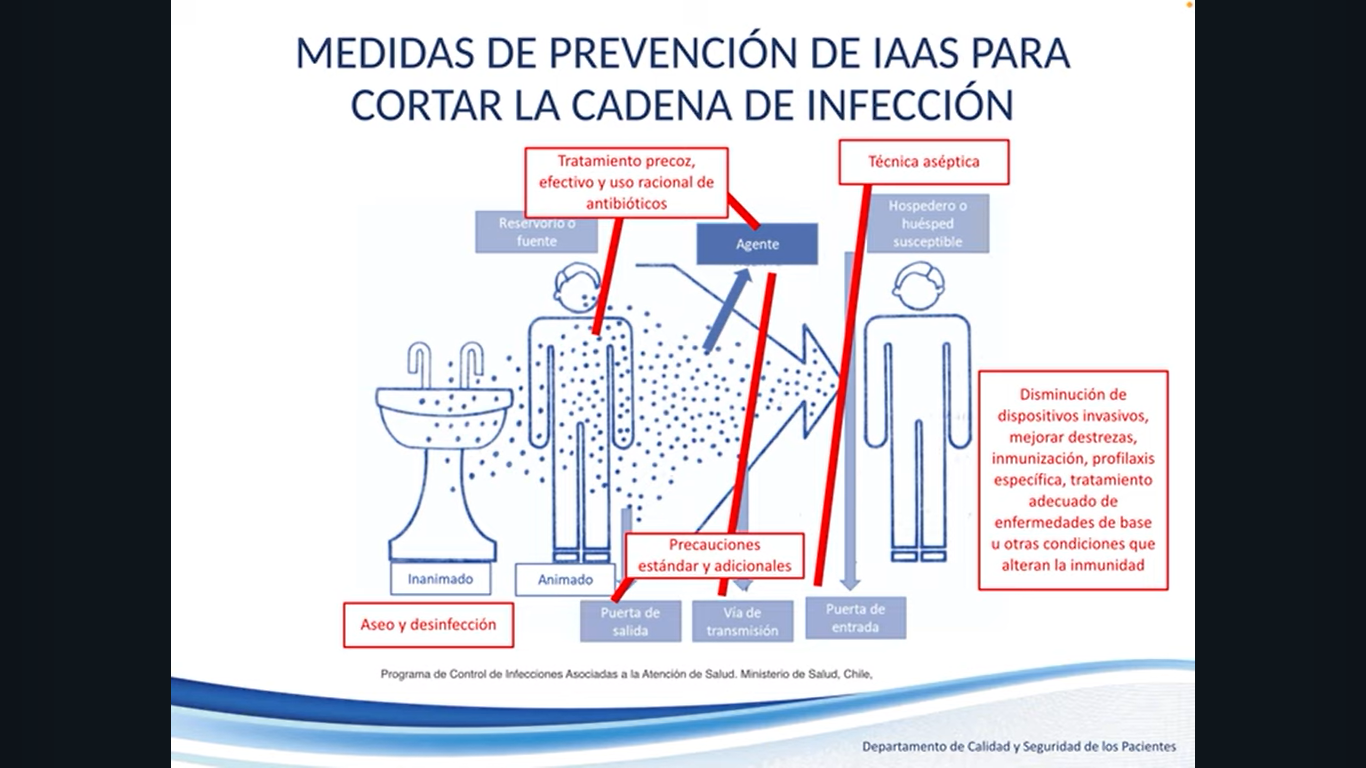 MEDIDAS DE PREVENCIÓN DE IAAS PARA
CORTAR LA CADENA DE INFECCIÓN
Tratamiento precoz,
efectivo y uso racional de
antibióticos
Técnica aséptica
Reservorio o
fuente
Agente
Hospedero o
huésped
susceptible
Disminución de
dispositivos invasivos,
mejorar destrezas,
inmunización, profilaxis
específica, tratamiento
adecuado de
enfermedades de base
u otras condiciones que
alteran la inmunidad
Precauciones
estándar y adicionales
Inanimado
Animado
Aseo y desinfección
Puerta de
salida
Vía de
transmisión
Puerta de
entrada
Programa de Control de Infecciones Asociadas a la Atención de Salud. Ministerio de Salud, Chile,
Departamento de Calidad y Seguridad de los Pacientes